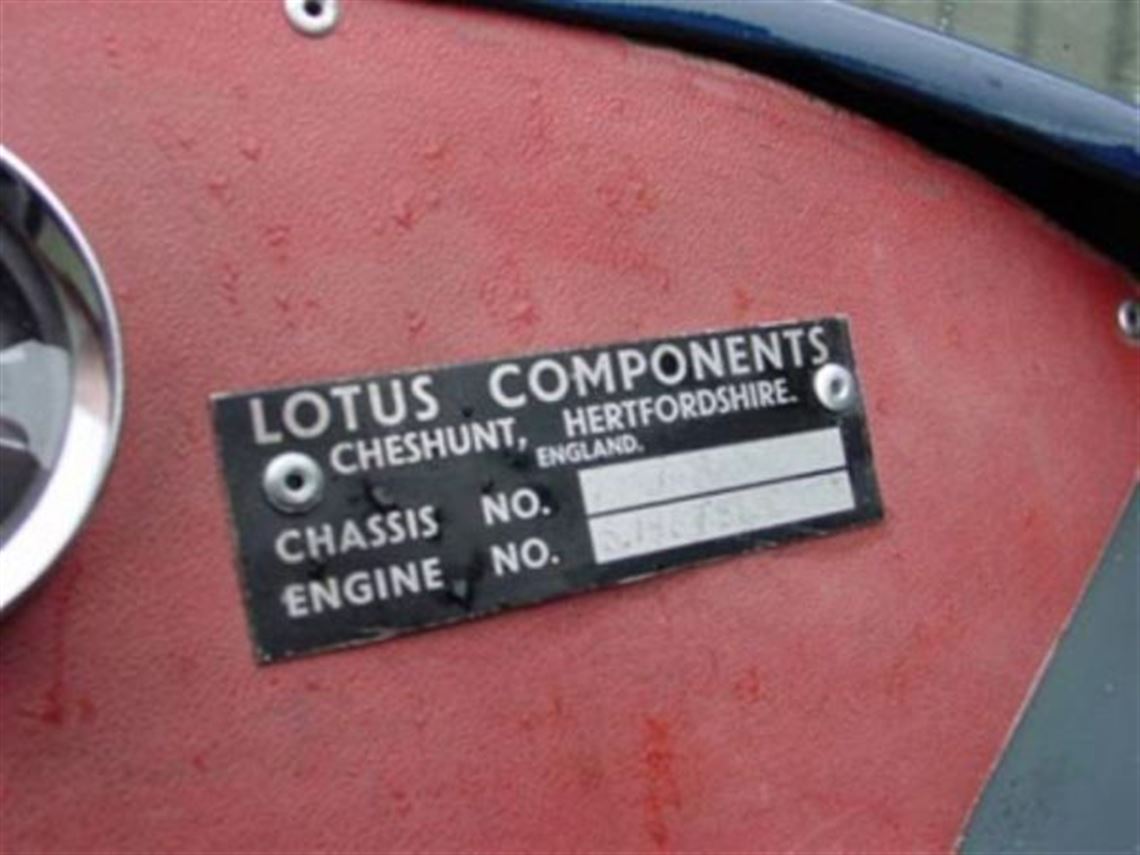 LOTUS COMPONENTS
CHESHUNT, HERTFORDSHIRE.
ENGLAND.
CHASSIS NO.
ENGINE NO.